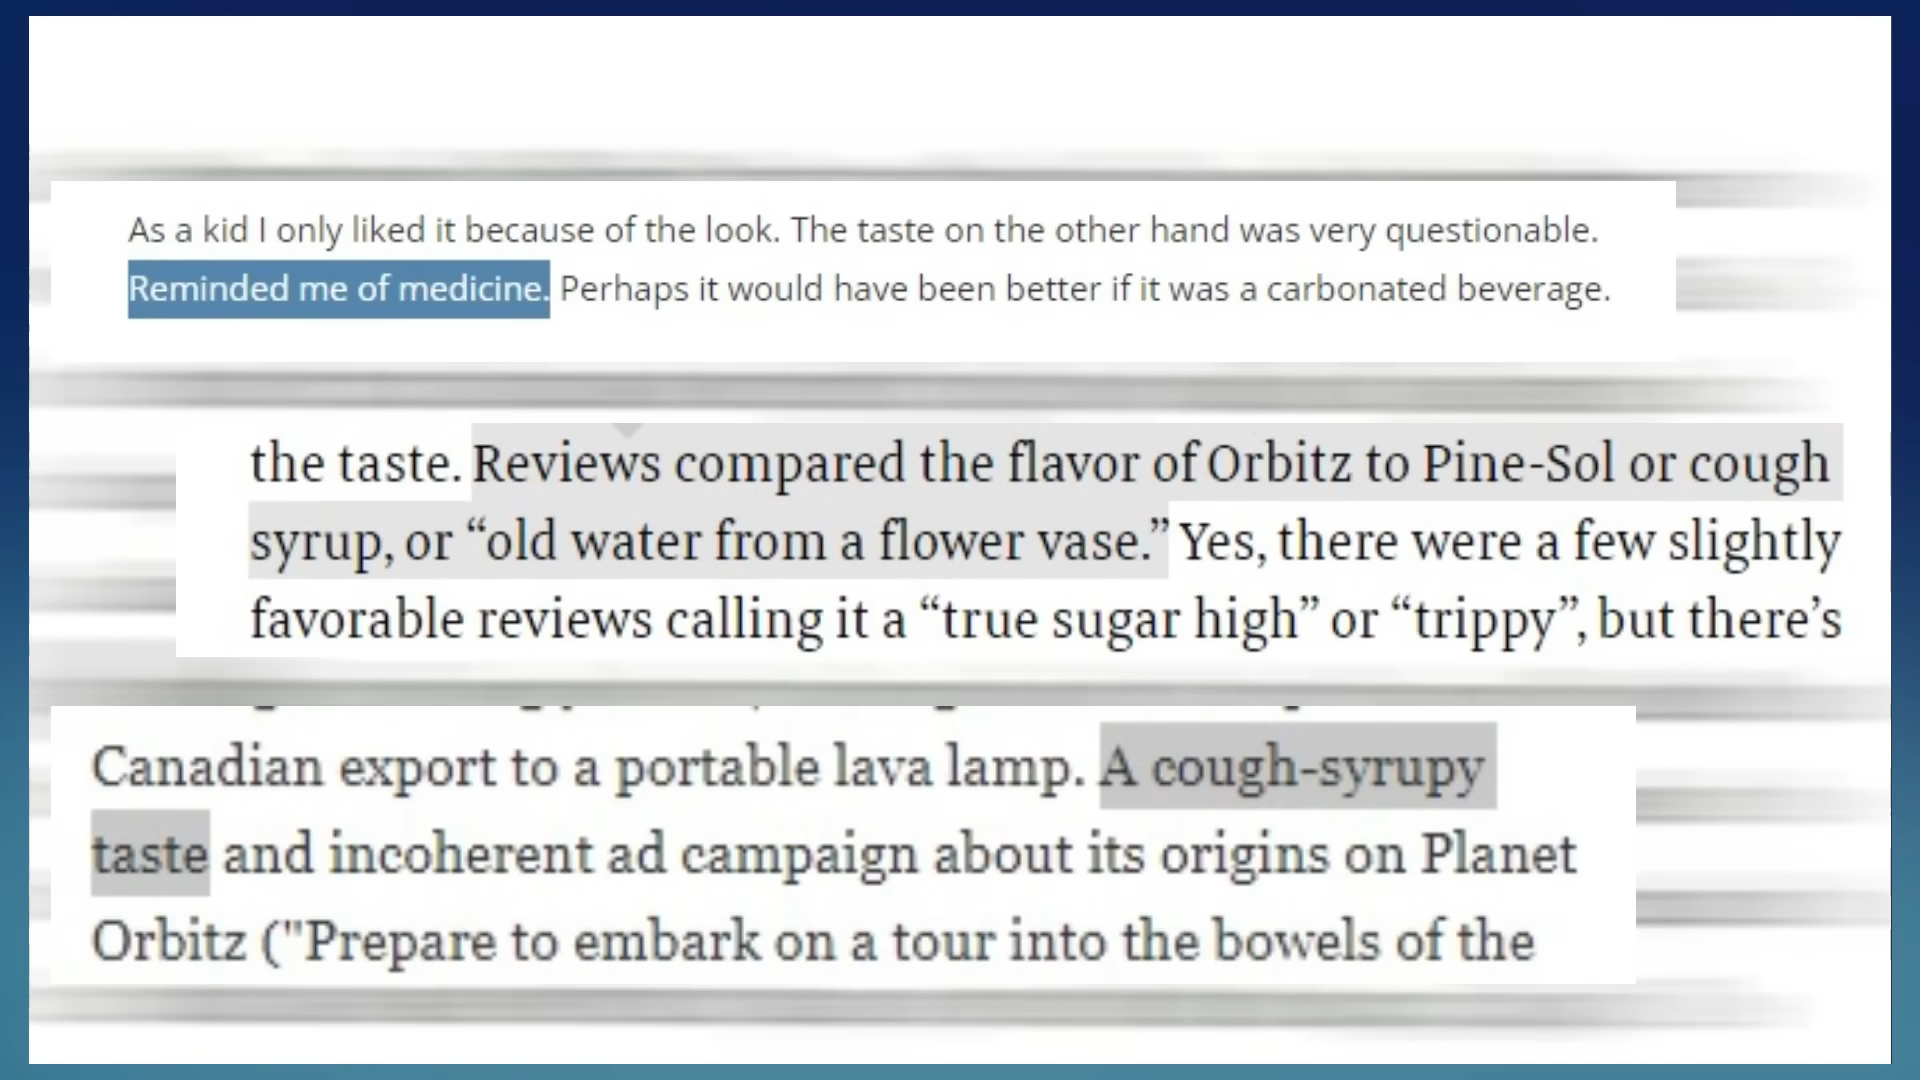 As a kid I only liked it because of the look. The taste on the other hand was very questionable.
Reminded me of medicine. Perhaps it would have been better if it was a carbonated beverage.
the taste. Reviews compared the flavor of Orbitz to Pine-Sol or cough
syrup, or “old water from a flower vase.” Yes, there were a few slightly
favorable reviews calling it a “true sugar high” or “trippy”, but there’s
Canadian export to a portable lava lamp. A cough-syrupy
taste and incoherent ad campaign about its origins on Planet
Orbitz ("Prepare to embark on a tour into the bowels of the